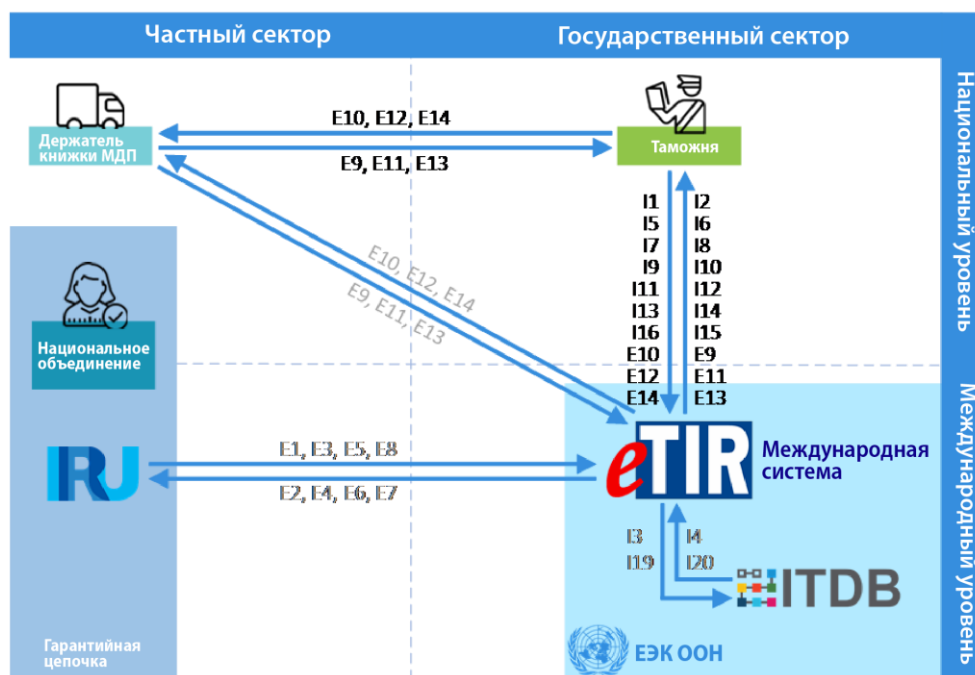 Частный сектор
Государственный сектор
Национальный уровень
Международный уровень
Держатель
книжки МДП
E10, E12, E14
E9, E11, E13
Таможня
E10, E12, E14
E9, E11, E13
I1
I5
I7
I9
I11
I13
I16
E10
E12
E14
I2
I6
I8
I10
I12
I14
I15
E9
E11
E13
Национальное
объединение
IRU
E1, E3, E5, E8
E2, E4, E6, E7
eTIR
Международная
система
I3
I19
I4
I20
ITDB
Гарантийная
цепочка
ЕЭК ООН